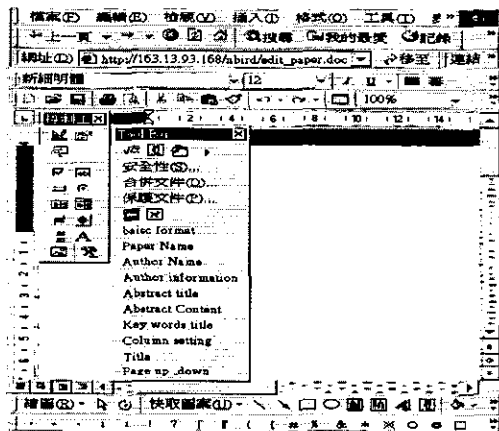 檔案(F) 編輯(E) 檢視(V) 插入(I) 格式(O) 工具(T)
上一頁 搜尋 我的最愛 記錄
網址(D) http://163.13.93.168/nbird/edit_paper.doc 移至 連結
新細明體 12
100%
Tool Bar
安全性(S)...
合併文件(D)...
保護文件(P)...
baisc format
Paper Name
Author Name
Author information
Abstract title
Abstract Content
Key words title
Column setting
Title
Page up_down
繪圖(R) 快取圖案(U)